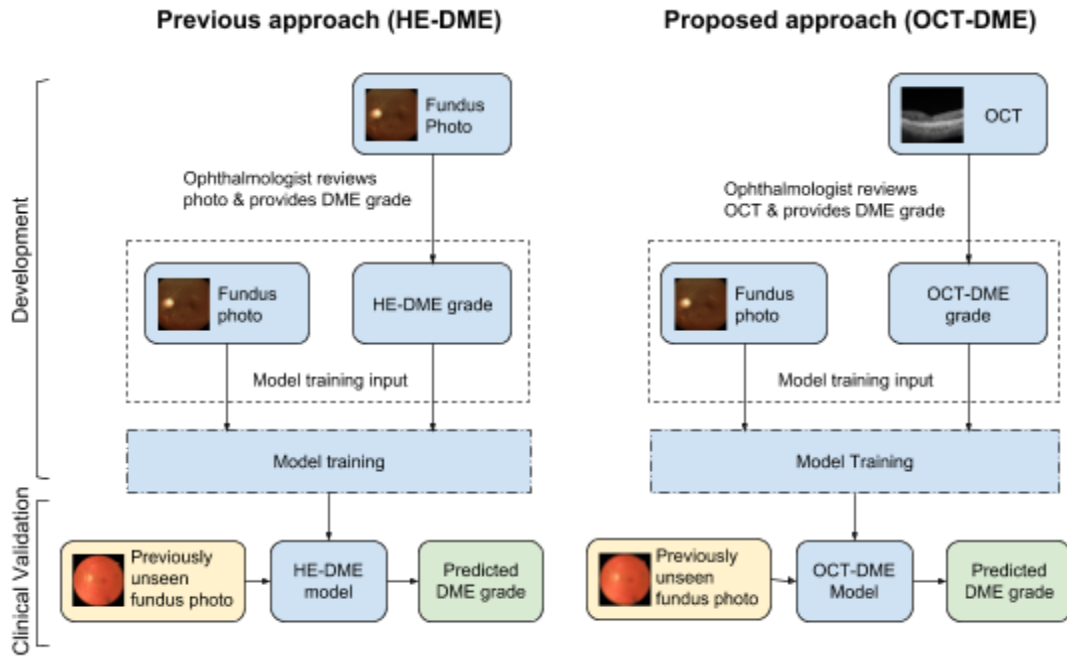 Previous approach (HE-DME)
Fundus
Photo
Ophthalmologist reviews
photo & provides DME grade
Fundus
photo
HE-DME grade
Model training input
Model training
Previously
unseen
fundus photo
HE-DME
model
Predicted
DME grade
Proposed approach (OCT-DME)
OCT
Ophthalmologist reviews
OCT & provides DME grade
Fundus
photo
OCT-DME
grade
Model training input
Model Training
Previously
unseen
fundus photo
OCT-DME
Model
Predicted
DME grade
Development
Clinical Validation